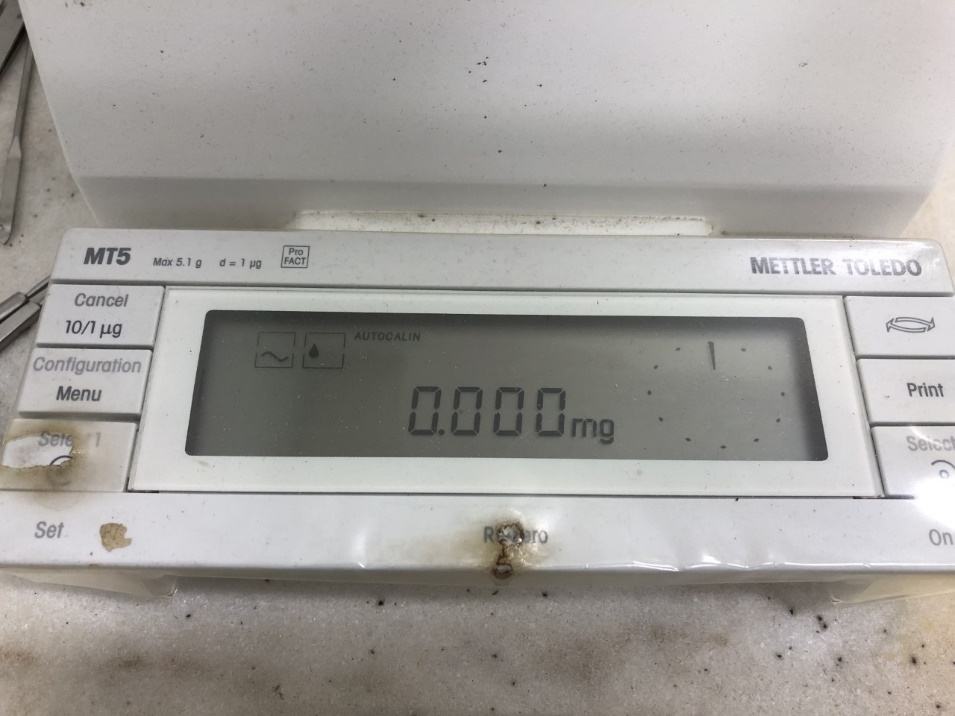 MT5 Max 5.1 g d = 1 µg Pro FACT METTLER TOLEDO
Cancel
10/1 µg
AUTOCALIN
Configuration
Menu
0.000mg
Print
Set
On